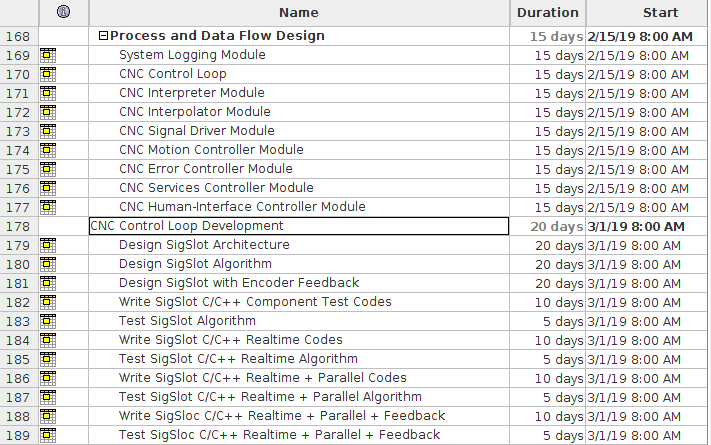 Name Duration Start
168 Process and Data Flow Design 15 days 2/15/19 8:00 AM
169 System Logging Module 15 days 2/15/19 8:00 AM
170 CNC Control Loop 15 days 2/15/19 8:00 AM
171 CNC Interpreter Module 15 days 2/15/19 8:00 AM
172 CNC Interpolator Module 15 days 2/15/19 8:00 AM
173 CNC Signal Driver Module 15 days 2/15/19 8:00 AM
174 CNC Motion Controller Module 15 days 2/15/19 8:00 AM
175 CNC Error Controller Module 15 days 2/15/19 8:00 AM
176 CNC Services Controller Module 15 days 2/15/19 8:00 AM
177 CNC Human-Interface Controller Module 15 days 2/15/19 8:00 AM
178 CNC Control Loop Development 20 days 3/1/19 8:00 AM
179 Design SigSlot Architecture 20 days 3/1/19 8:00 AM
180 Design SigSlot Algorithm 20 days 3/1/19 8:00 AM
181 Design SigSlot with Encoder Feedback 20 days 3/1/19 8:00 AM
182 Write SigSlot C/C++ Component Test Codes 10 days 3/1/19 8:00 AM
183 Test SigSlot Algorithm 5 days 3/1/19 8:00 AM
184 Write SigSlot C/C++ Realtime Codes 10 days 3/1/19 8:00 AM
185 Test SigSlot C/C++ Realtime Algorithm 5 days 3/1/19 8:00 AM
186 Write SigSlot C/C++ Realtime + Parallel Codes 10 days 3/1/19 8:00 AM
187 Test SigSlot C/C++ Realtime + Parallel Algorithm 5 days 3/1/19 8:00 AM
188 Write SigSloc C/C++ Realtime + Parallel + Feedback 10 days 3/1/19 8:00 AM
189 Test SigSloc C/C++ Realtime + Parallel + Feedback 5 days 3/1/19 8:00 AM